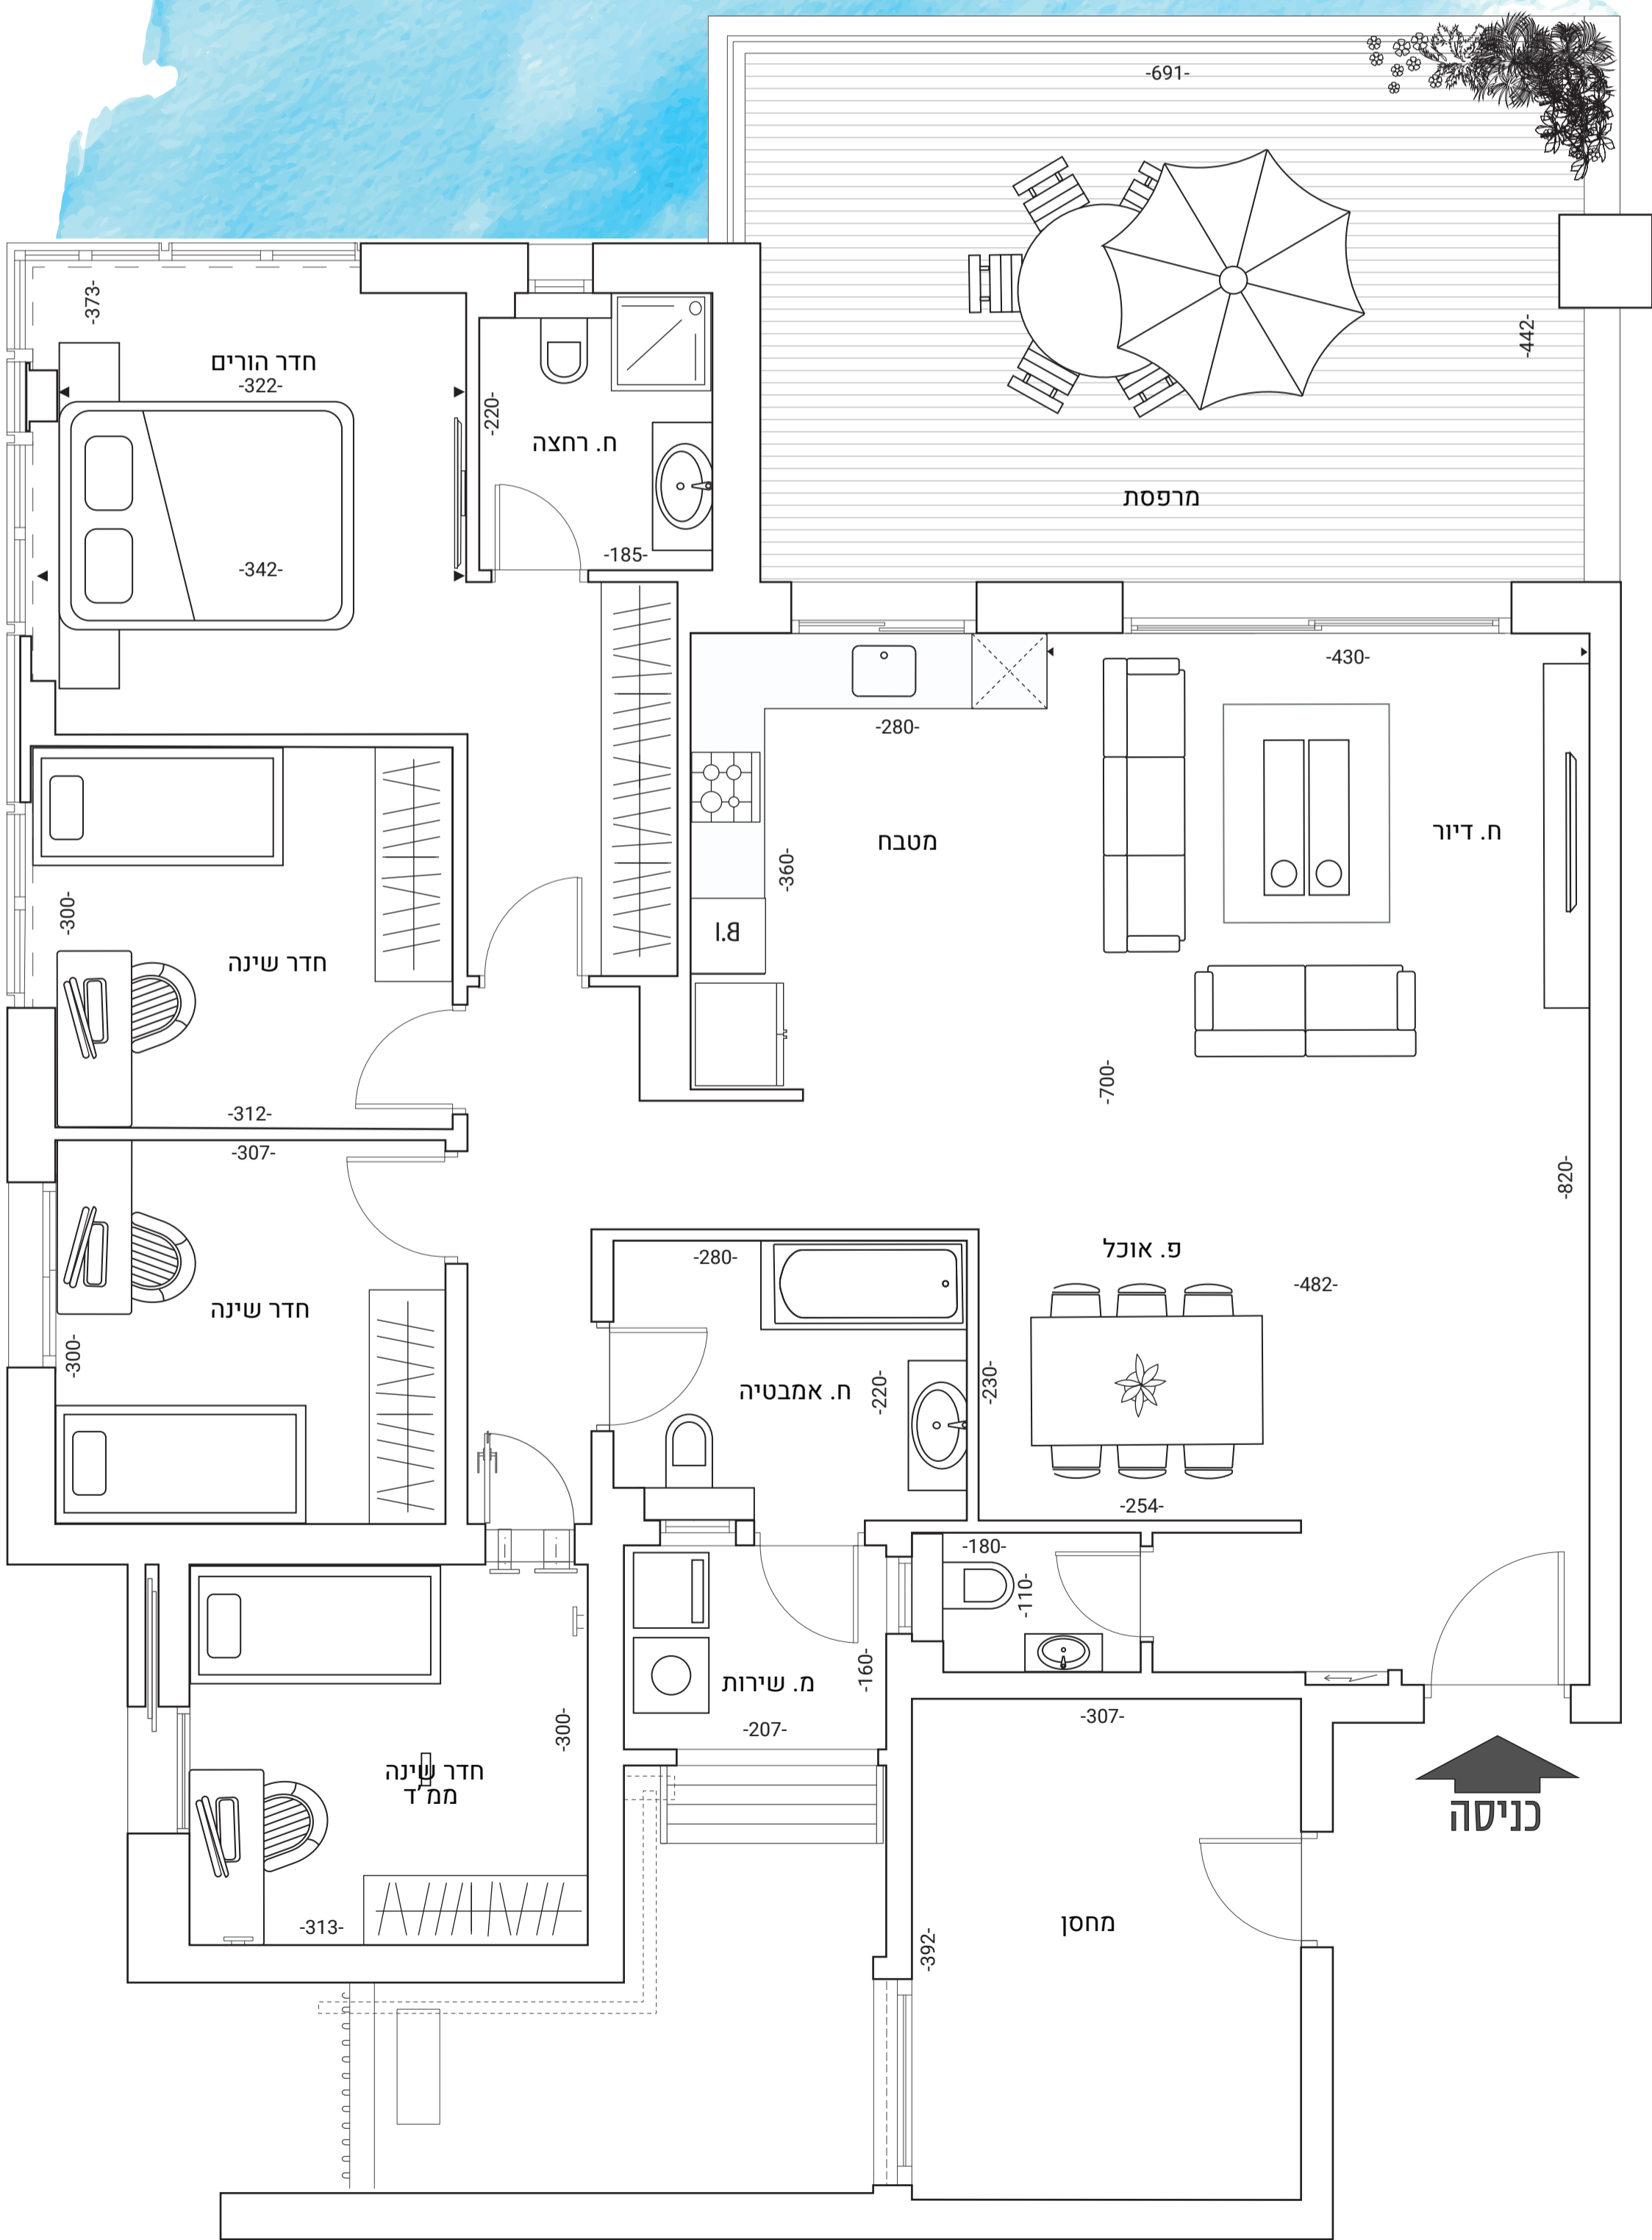 -691-
-442-
מרפסת
-373-
חדר הורים
-322-
-342-
-220-
ח. רחצה
-185-
-430-
-280-
ח. דיור
מטבח
-360-
B.I
-300-
חדר שינה
-312-
-700-
-820-
-307-
חדר שינה
-300-
-280-
ח. אמבטיה
-220-
-230-
פ. אוכל
-482-
-254-
-180-
-110-
מ. שירות
-160-
-207-
-300-
חדר שינה
ממ'ד
-313-
-307-
מחסן
-392-
כניסה